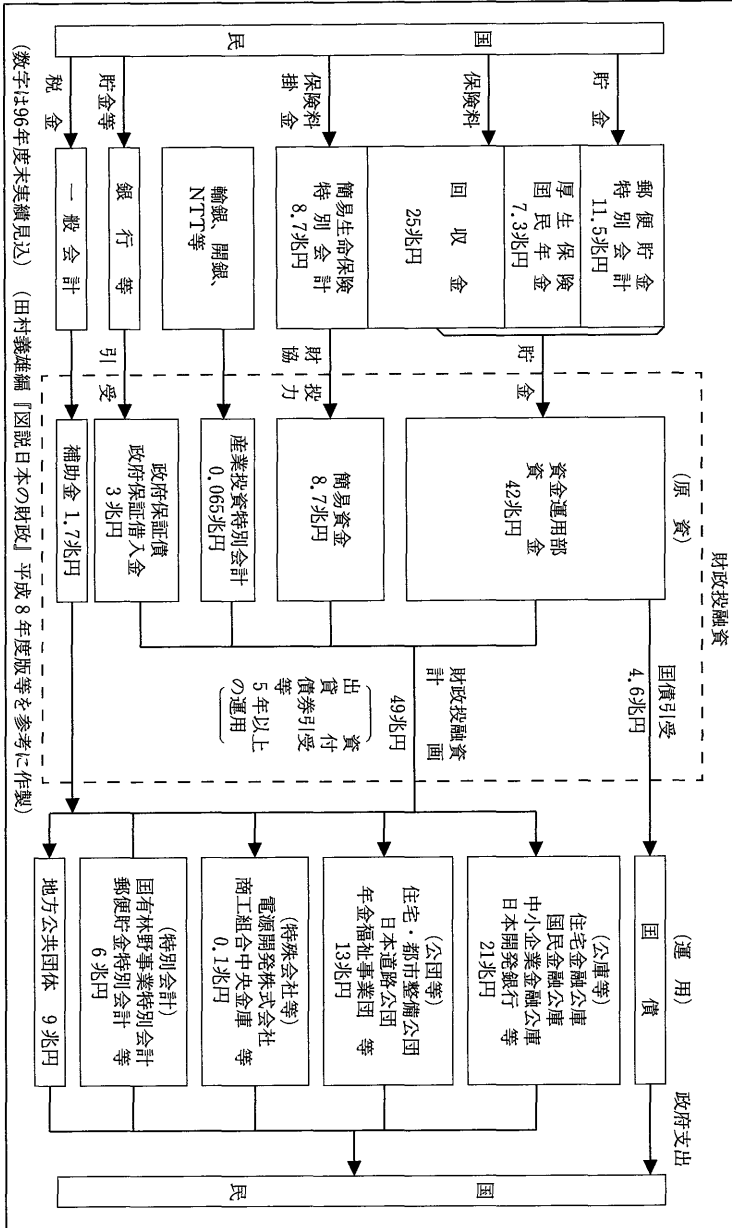 国民
貯金
保険料
保険料
掛金
貯金等
税金
郵便貯金
特別会計
11.5兆円
厚生保険
国民年金
7.3兆円
回収金
25兆円
簡易生命保険
特別会計
8.7兆円
輸銀、開銀、
NTT等
銀行等
一般会計
貯金
財投
協力
引受
財政投融資
(原資)
資金運用部
資金
42兆円
簡易資金
8.7兆円
産業投資特別会計
0.065兆円
政府保証債
政府保証借入金
3兆円
補助金 1.7兆円
国債引受
4.6兆円
財政投融資
計画
49兆円
出資
貸付
債券引受
等
5年以上
の運用
(運用)
国債
(公庫等)
住宅金融公庫
国民金融公庫
中小企業金融公庫
日本開発銀行 等
21兆円
(公団等)
住宅・都市整備公団
日本道路公団
年金福祉事業団 等
13兆円
(特殊会社等)
電源開発株式会社
商工組合中央金庫 等
0.1兆円
(特別会計)
国有林野事業特別会計
郵便貯金特別会計 等
6兆円
地方公共団体 9兆円
政府支出
国民
(数字は96年度末実績見込) (田村義雄編『図説日本の財政』平成8年度版等を参考に作製)